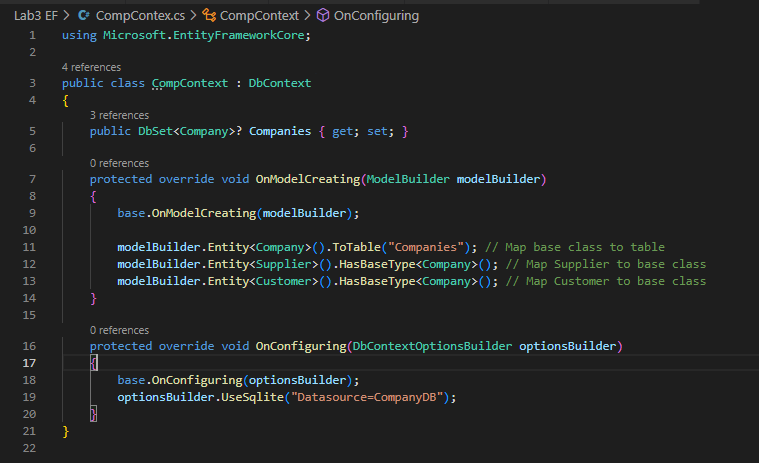 Lab3 EF > CompContex.cs > CompContext > OnConfiguring
1 using Microsoft.EntityFrameworkCore;
2
4 references
3 public class CompContext : DbContext
4 {
3 references
5 public DbSet<Company>? Companies { get; set; }
6
0 references
7 protected override void OnModelCreating(ModelBuilder modelBuilder)
8 {
9 base.OnModelCreating(modelBuilder);
10
11 modelBuilder.Entity<Company>().ToTable("Companies"); // Map base class to table
12 modelBuilder.Entity<Supplier>().HasBaseType<Company>(); // Map Supplier to base class
13 modelBuilder.Entity<Customer>().HasBaseType<Company>(); // Map Customer to base class
14 }
15
0 references
16 protected override void OnConfiguring(DbContextOptionsBuilder optionsBuilder)
17 {
18 base.OnConfiguring(optionsBuilder);
19 optionsBuilder.UseSqlite("Datasource=CompanyDB");
20 }
21 }
22